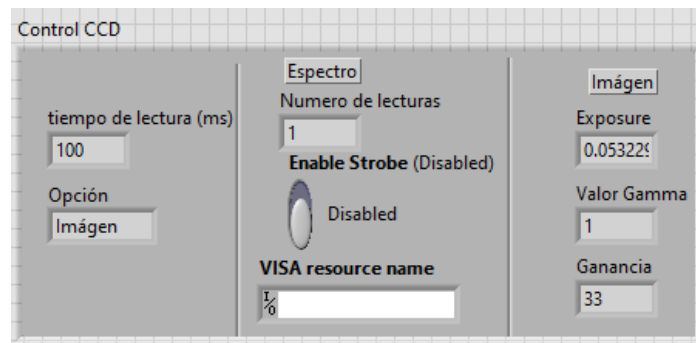 Control CCD
tiempo de lectura (ms)
100
Opción
Imágen
Espectro
Numero de lecturas
1
Enable Strobe (Disabled)
Disabled
VISA resource name
I/O
Imágen
Exposure
0.053229
Valor Gamma
1
Ganancia
33